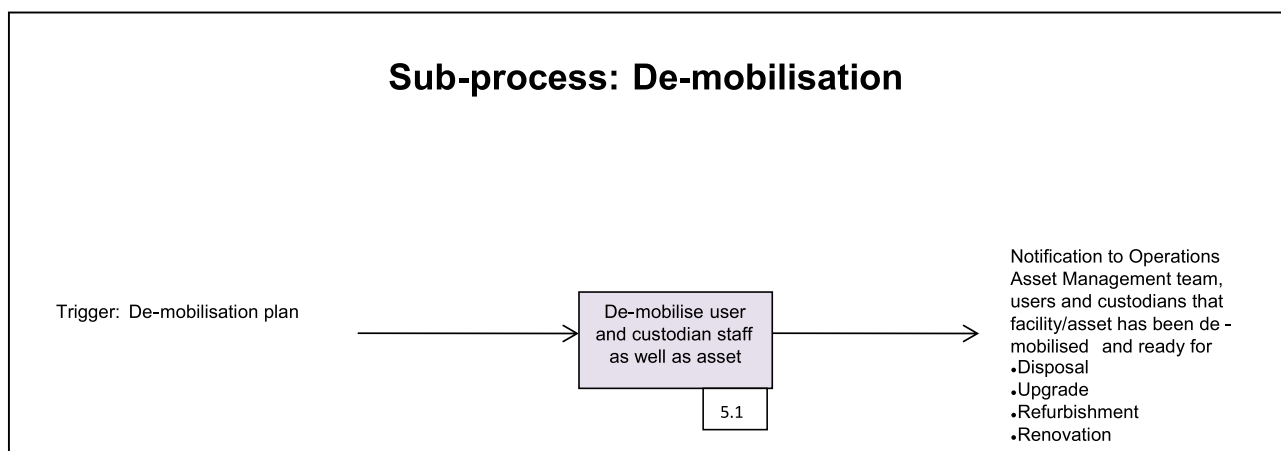 Sub-process: De-mobilisation
Trigger: De-mobilisation plan
De-mobilise user
and custodian staff
as well as asset
5.1
Notification to Operations
Asset Management team,
users and custodians that
facility/asset has been de -
mobilised and ready for
•Disposal
•Upgrade
•Refurbishment
•Renovation